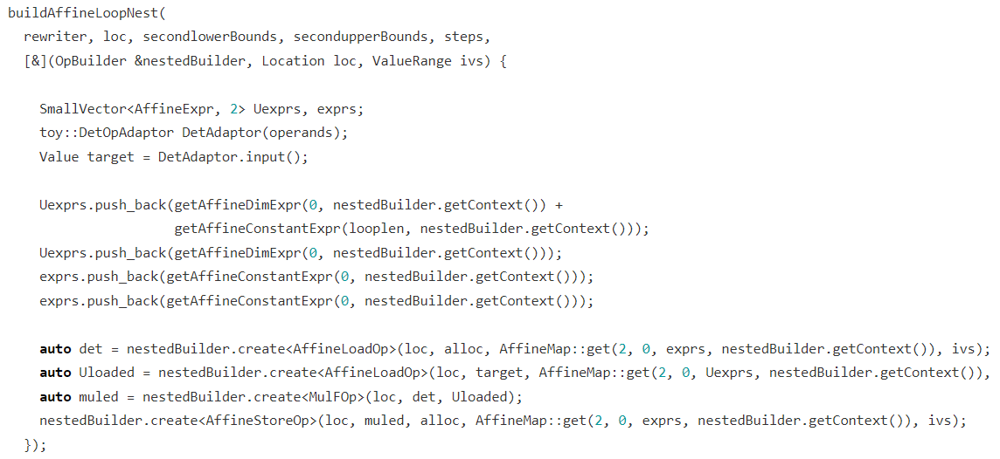 buildAffineLoopNest(
  rewriter, loc, secondlowerBounds, secondupperBounds, steps,
  [&](OpBuilder &nestedBuilder, Location loc, ValueRange ivs) {

    SmallVector<AffineExpr, 2> Uexprs, exprs;
    toy::DetOpAdaptor DetAdaptor(operands);
    Value target = DetAdaptor.input();

    Uexprs.push_back(getAffineDimExpr(0, nestedBuilder.getContext()) +
                     getAffineConstantExpr(looplen, nestedBuilder.getContext()));
    Uexprs.push_back(getAffineDimExpr(0, nestedBuilder.getContext()));
    exprs.push_back(getAffineConstantExpr(0, nestedBuilder.getContext()));
    exprs.push_back(getAffineConstantExpr(0, nestedBuilder.getContext()));

    auto det = nestedBuilder.create<AffineLoadOp>(loc, alloc, AffineMap::get(2, 0, exprs, nestedBuilder.getContext()), ivs);
    auto Uloaded = nestedBuilder.create<AffineLoadOp>(loc, target, AffineMap::get(2, 0, Uexprs, nestedBuilder.getContext()),
    auto muled = nestedBuilder.create<MulFOp>(loc, det, Uloaded);
    nestedBuilder.create<AffineStoreOp>(loc, muled, alloc, AffineMap::get(2, 0, exprs, nestedBuilder.getContext()), ivs);
  });